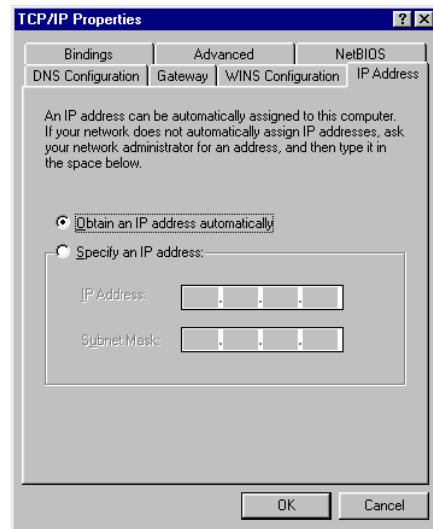 TCP/IP Properties
Bindings Advanced NetBIOS
DNS Configuration Gateway WINS Configuration IP Address
An IP address can be automatically assigned to this computer.
If your network does not automatically assign IP addresses, ask
your network administrator for an address, and then type it in
the space below.
Obtain an IP address automatically
Specify an IP address:
IP Address:
Subnet Mask:
OK Cancel